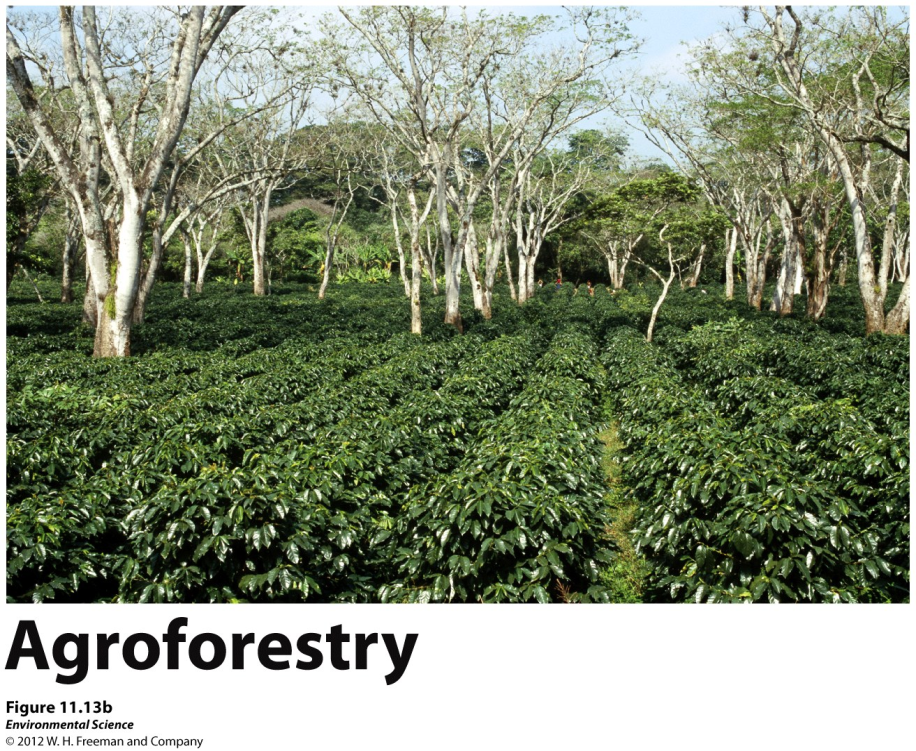 Agroforestry
Figure 11.13b
Environmental Science
© 2012 W. H. Freeman and Company